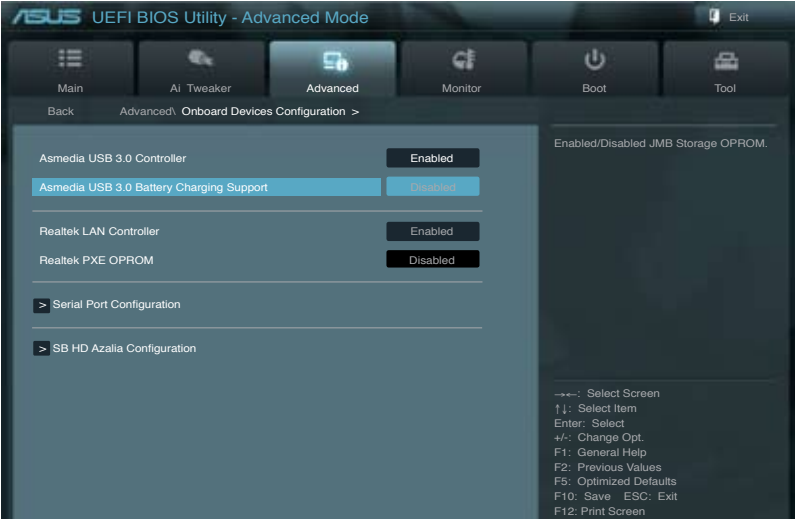 ASUS UEFI BIOS Utility - Advanced Mode
Exit
Main
Ai Tweaker
Advanced
Monitor
Boot
Tool
Back Advanced\ Onboard Devices Configuration >
Asmedia USB 3.0 Controller Enabled
Asmedia USB 3.0 Battery Charging Support Disabled
Realtek LAN Controller Enabled
Realtek PXE OPROM Disabled
> Serial Port Configuration
> SB HD Azalia Configuration
Enabled/Disabled JMB Storage OPROM.
→←: Select Screen
↑↓: Select Item
Enter: Select
+/-: Change Opt.
F1: General Help
F2: Previous Values
F5: Optimized Defaults
F10: Save ESC: Exit
F12: Print Screen